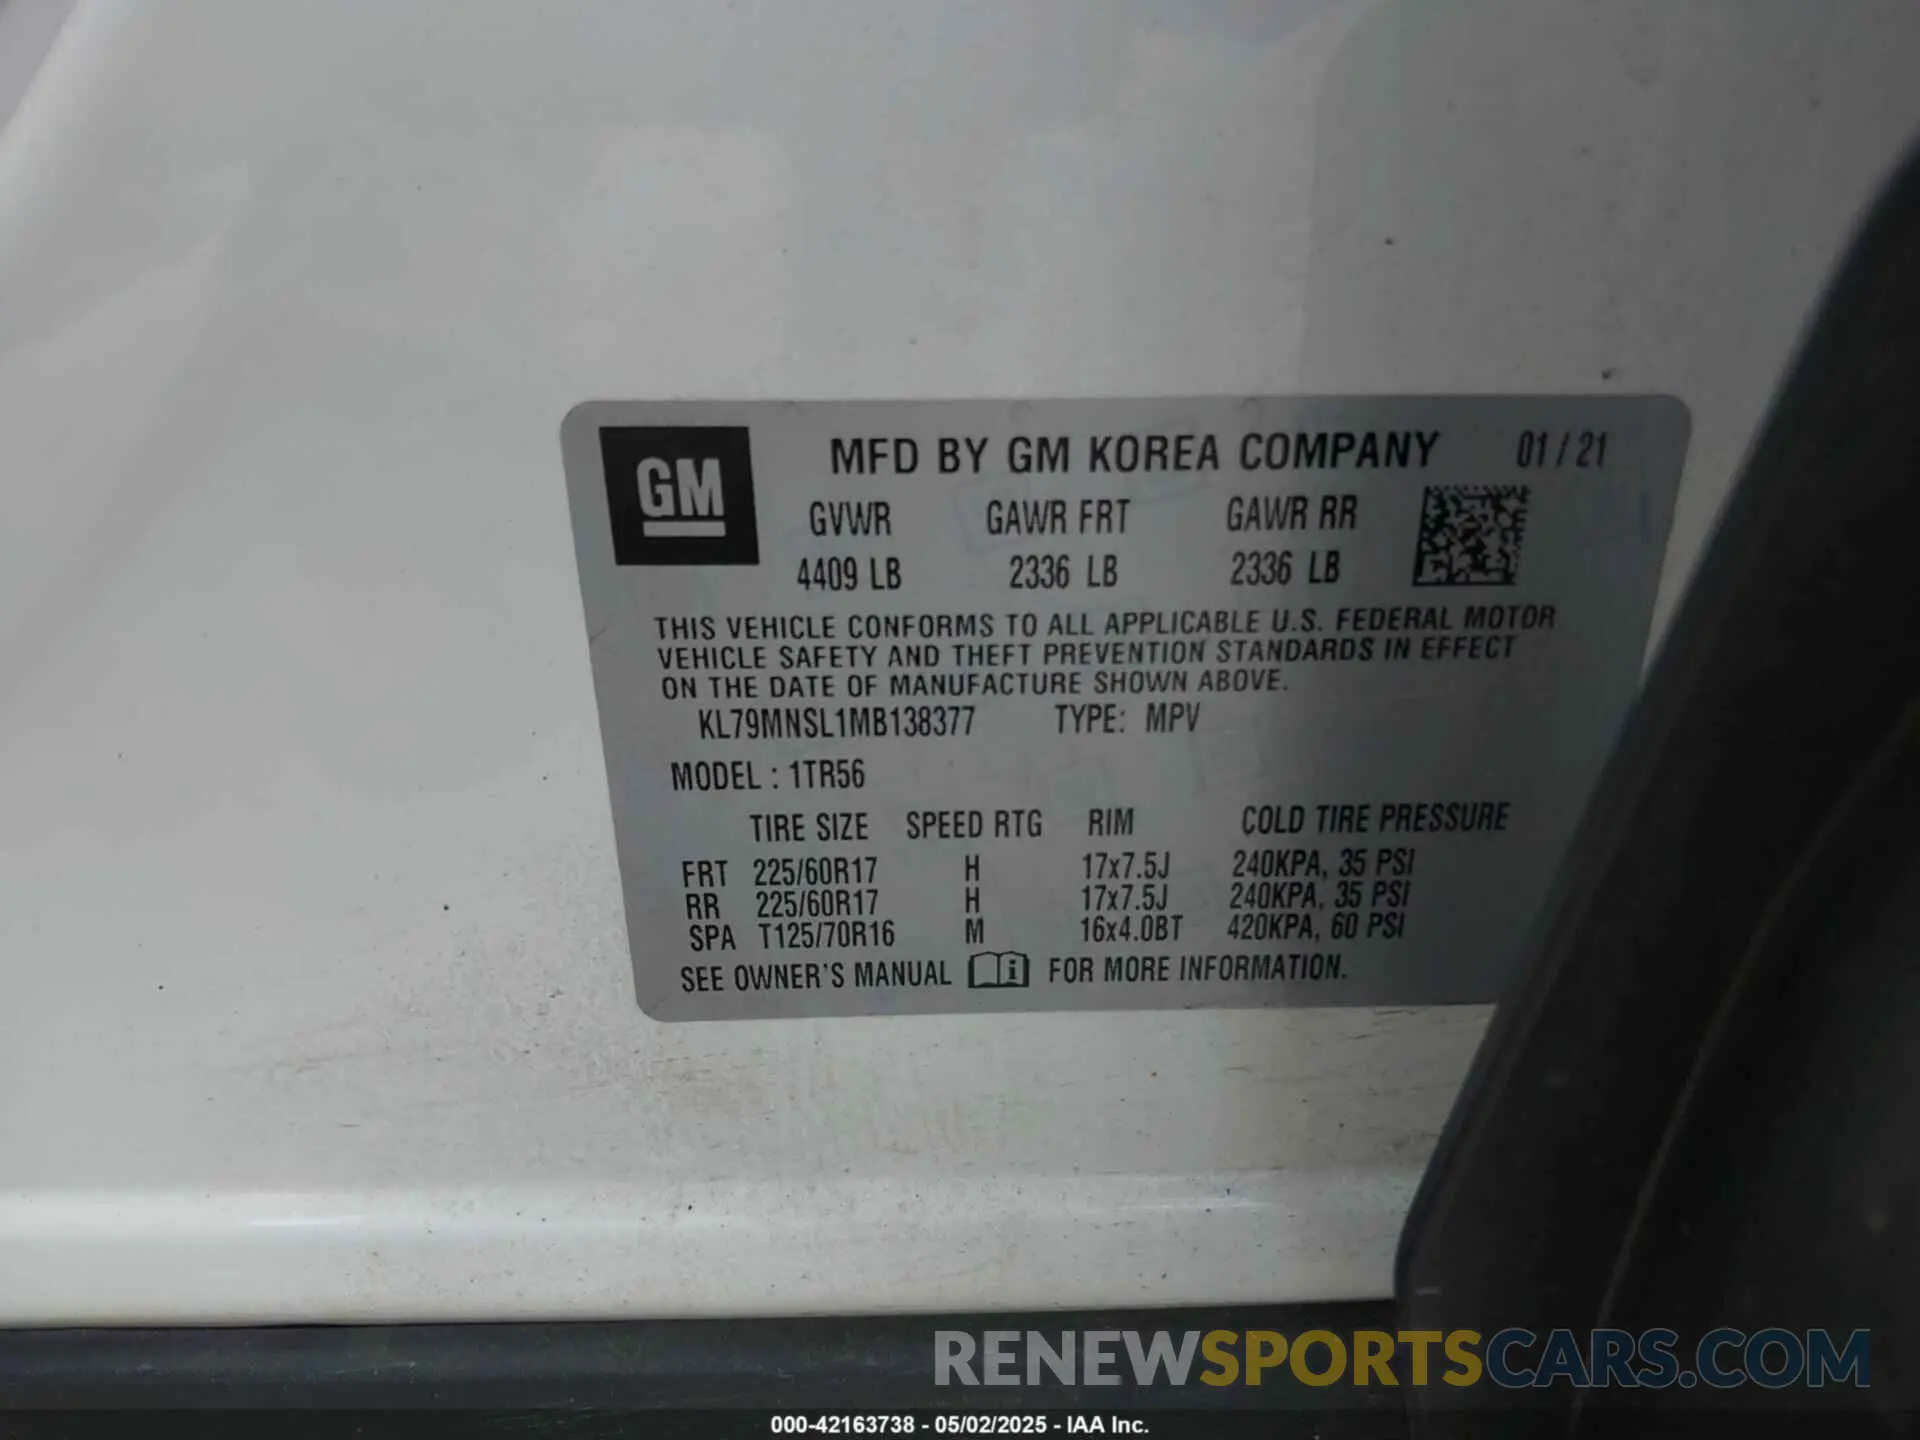 GM
MFD BY GM KOREA COMPANY 01 / 21
GVWR GAWR FRT GAWR RR
4409 LB 2336 LB 2336 LB
THIS VEHICLE CONFORMS TO ALL APPLICABLE U.S. FEDERAL MOTOR
VEHICLE SAFETY AND THEFT PREVENTION STANDARDS IN EFFECT
ON THE DATE OF MANUFACTURE SHOWN ABOVE.
KL79MNSL1MB138377 TYPE: MPV
MODEL : 1TR56
TIRE SIZE SPEED RTG RIM COLD TIRE PRESSURE
FRT 225/60R17 H 17x7.5J 240KPA, 35 PSI
RR 225/60R17 H 17x7.5J 240KPA, 35 PSI
SPA T125/70R16 M 16x4.0BT 420KPA, 60 PSI
SEE OWNER'S MANUAL i FOR MORE INFORMATION.
RENEWSPORTSCARS.COM
000-42163738 - 05/02/2025 - IAA Inc.